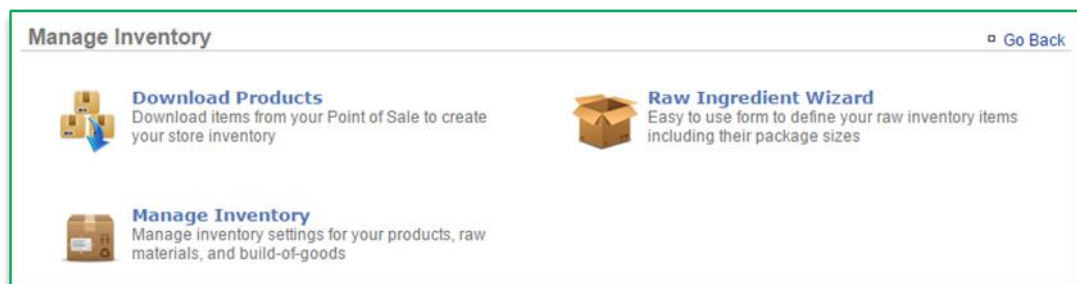 Manage Inventory
Go Back
Download Products
Download items from your Point of Sale to create
your store inventory
Raw Ingredient Wizard
Easy to use form to define your raw inventory items
including their package sizes
Manage Inventory
Manage inventory settings for your products, raw
materials, and build-of-goods